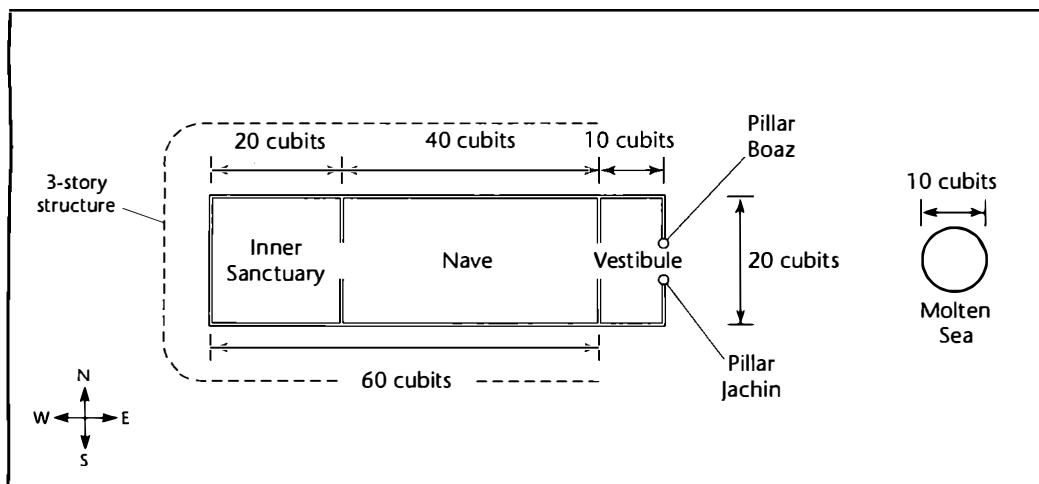 Pillar
Boaz
20 cubits
40 cubits
10 cubits
3-story
structure
10 cubits
Inner
Sanctuary
Nave
Vestibule
20 cubits
Molten
Sea
60 cubits
Pillar
Jachin
N
W
E
S